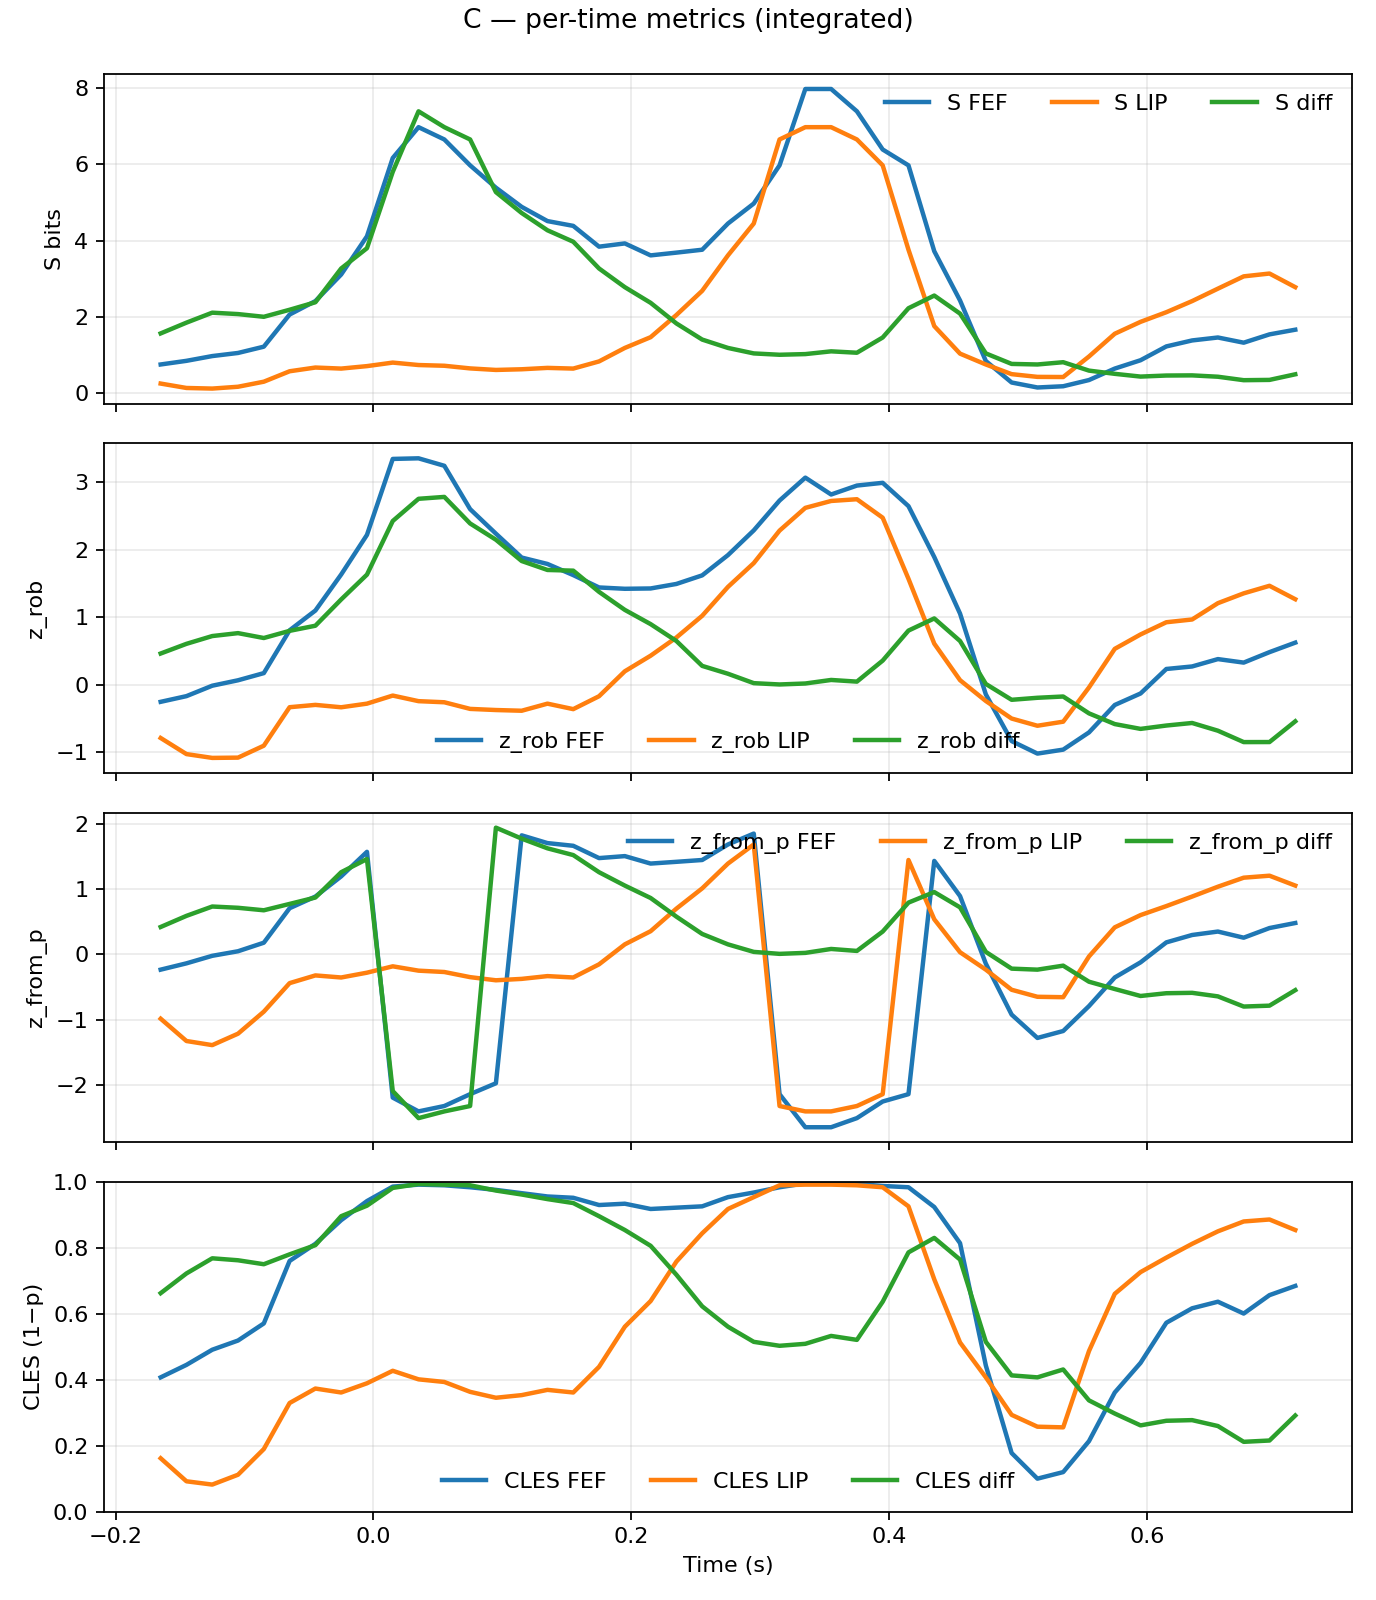 C — per-time metrics (integrated)
S FEF S LIP S diff
8
6
4
2
0
S bits
3
2
1
0
−1
z_rob
z_rob FEF z_rob LIP z_rob diff
z_from_p FEF z_from_p LIP z_from_p diff
2
1
0
−1
−2
z_from_p
1.0
0.8
0.6
0.4
0.2
0.0
CLES (1−p)
CLES FEF CLES LIP CLES diff
−0.2 0.0 0.2 0.4 0.6
Time (s)